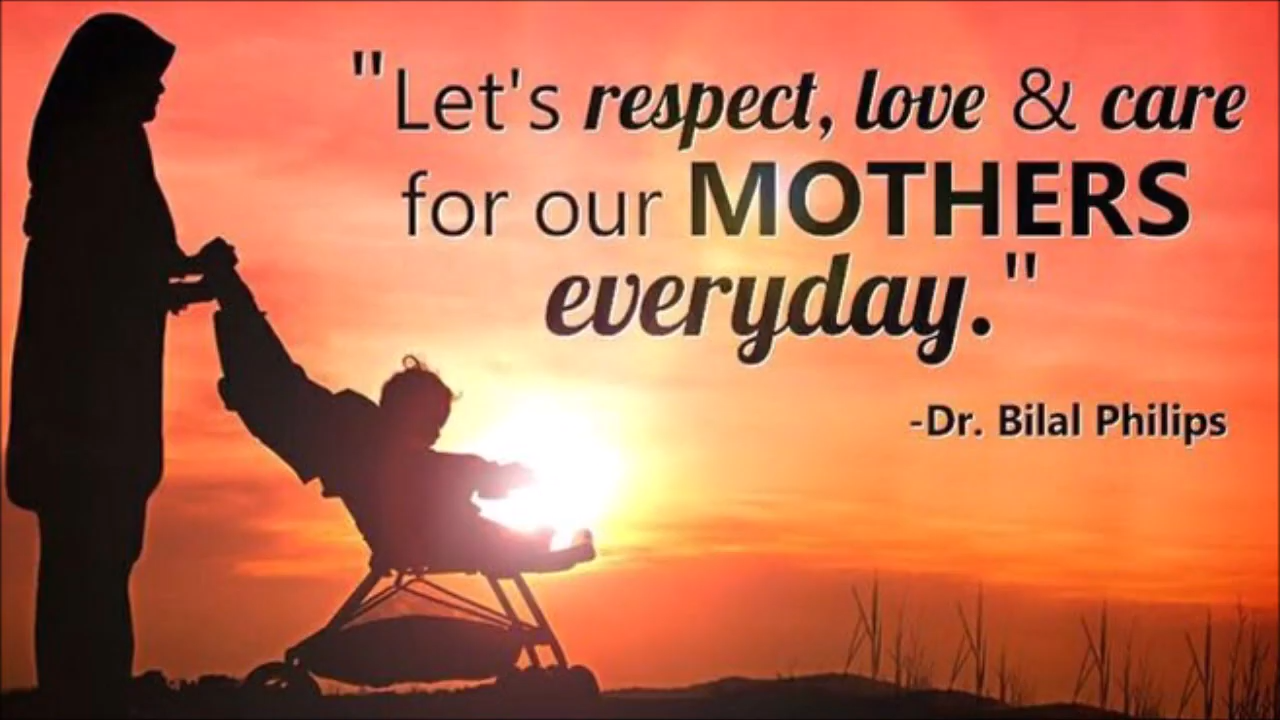 "Let's respect, love & care
for our MOTHERS
everyday."
-Dr. Bilal Philips